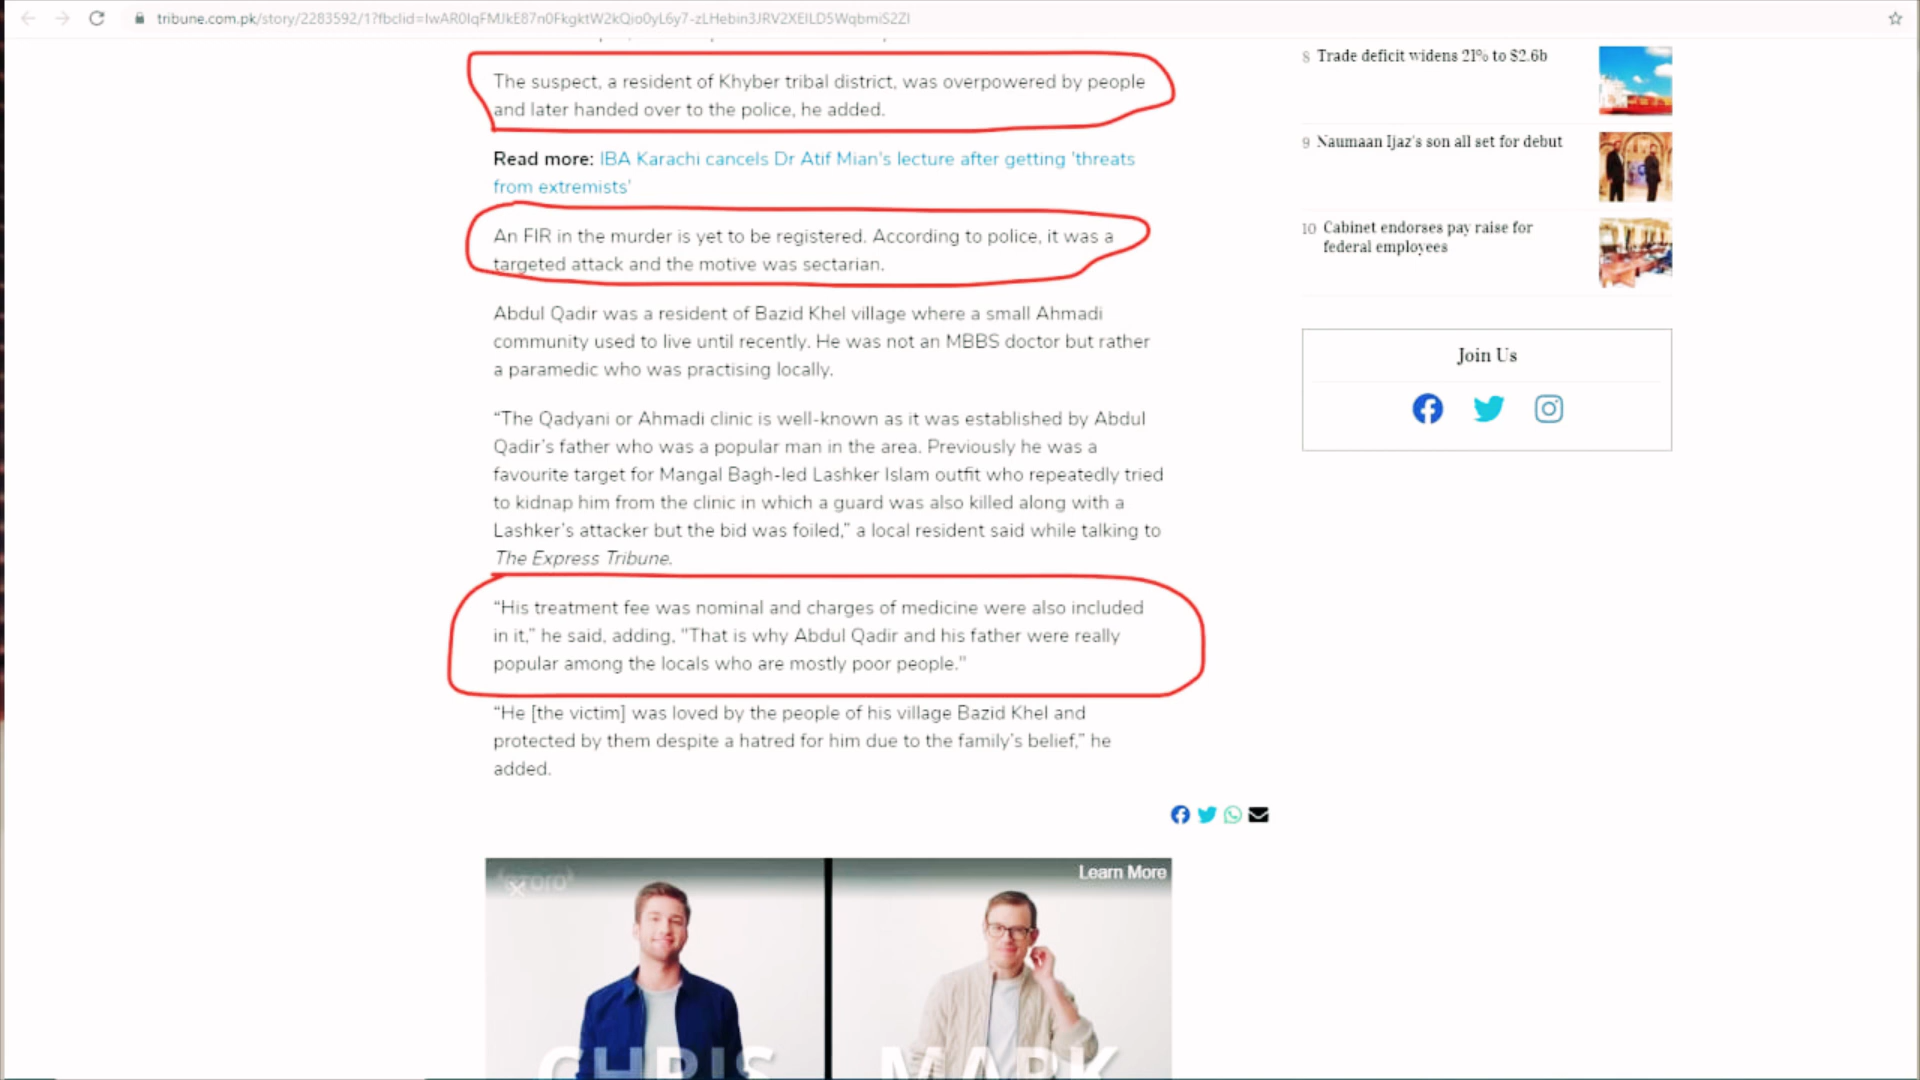 tribune.com.pk/story/2283592/1?fbclid=IwAR0IqFMJkE87n0FkgktW2kQio0yL6y7-zLHebin3JRV2XEILD5WqbmiS2ZI
The suspect, a resident of Khyber tribal district, was overpowered by people
and later handed over to the police, he added.
Read more: IBA Karachi cancels Dr Atif Mian's lecture after getting 'threats
from extremists'
An FIR in the murder is yet to be registered. According to police, it was a
targeted attack and the motive was sectarian.
Abdul Qadir was a resident of Bazid Khel village where a small Ahmadi
community used to live until recently. He was not an MBBS doctor but rather
a paramedic who was practising locally.
“The Qadyani or Ahmadi clinic is well-known as it was established by Abdul
Qadir’s father who was a popular man in the area. Previously he was a
favourite target for Mangal Bagh-led Lashker Islam outfit who repeatedly tried
to kidnap him from the clinic in which a guard was also killed along with a
Lashker’s attacker but the bid was foiled,” a local resident said while talking to
The Express Tribune.
“His treatment fee was nominal and charges of medicine were also included
in it,” he said, adding, "That is why Abdul Qadir and his father were really
popular among the locals who are mostly poor people."
“He [the victim] was loved by the people of his village Bazid Khel and
protected by them despite a hatred for him due to the family’s belief,” he
added.
Learn More
CHRIS
MARK
8 Trade deficit widens 21% to $2.6b
9 Naumaan Ijaz's son all set for debut
10 Cabinet endorses pay raise for
federal employees
Join Us